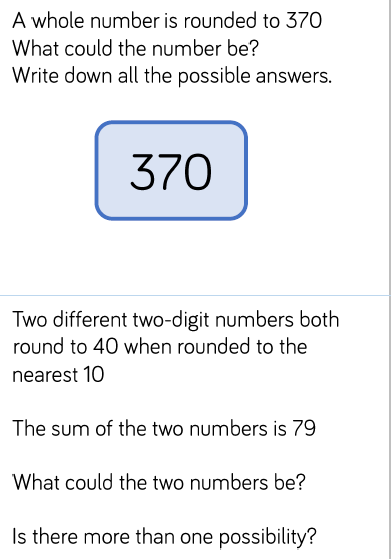 A whole number is rounded to 370
What could the number be?
Write down all the possible answers.
370
Two different two-digit numbers both
round to 40 when rounded to the
nearest 10
The sum of the two numbers is 79
What could the two numbers be?
Is there more than one possibility?